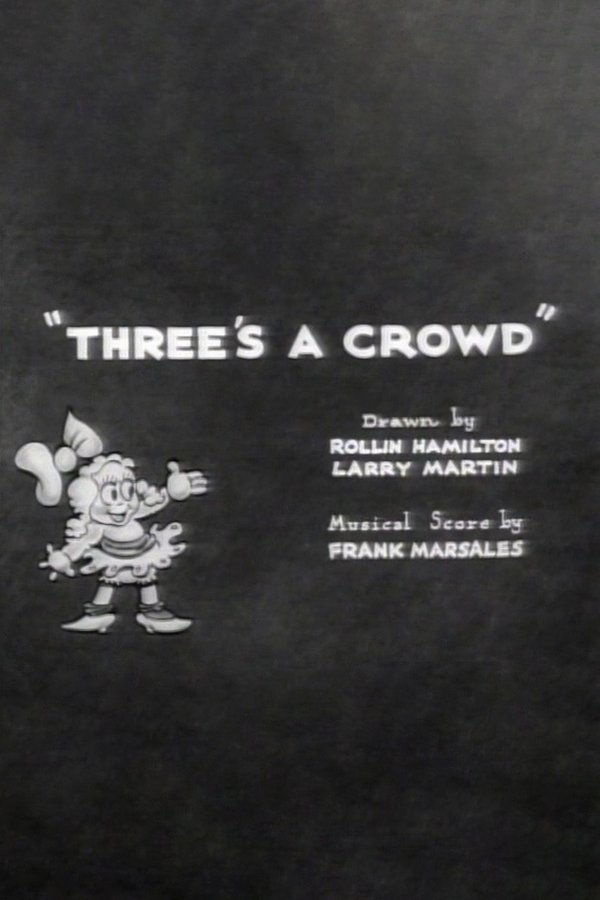 "THREE'S A CROWD"
Drawn by
ROLLIN HAMILTON
LARRY MARTIN
Musical Score by
FRANK MARSALES